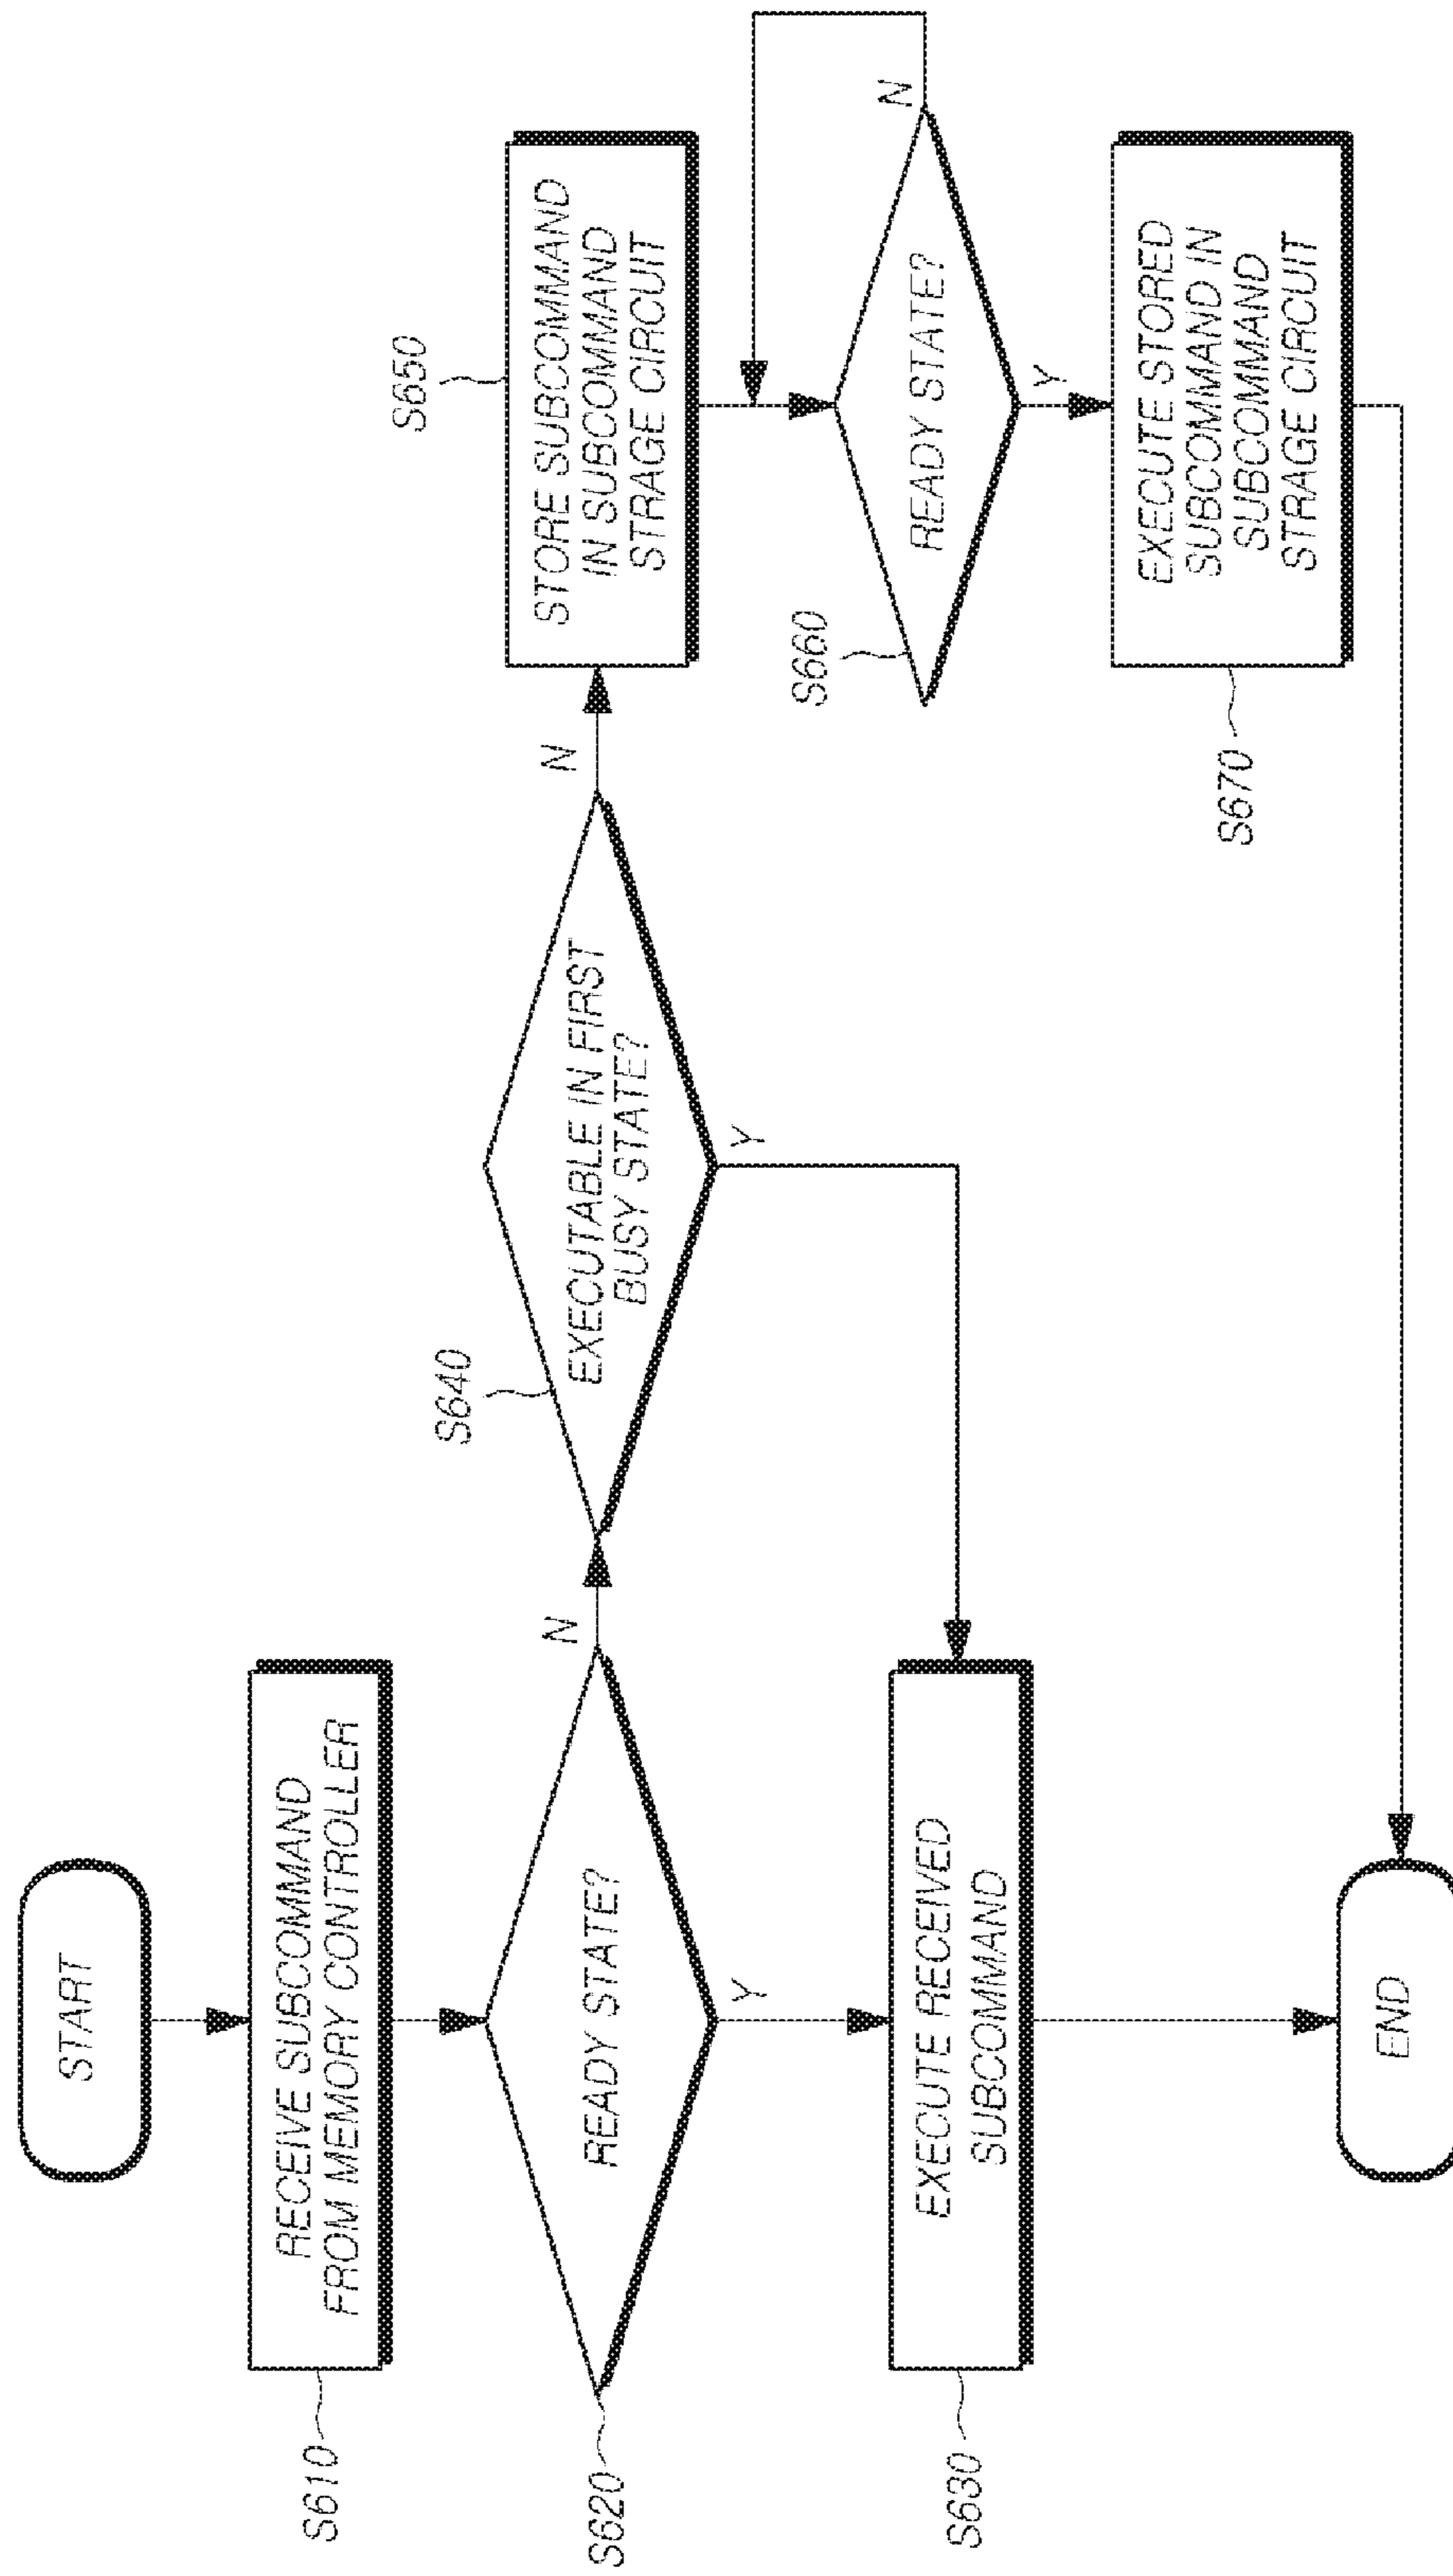 START
S610
RECEIVE SUBCOMMAND
FROM MEMORY CONTROLLER
S620
READY STATE?
N
Y
S630
EXECUTE RECEIVED
SUBCOMMAND
END
S640
EXECUTABLE IN FIRST
BUSY STATE?
N
Y
S650
STORE SUBCOMMAND
IN SUBCOMMAND
STRAGE CIRCUIT
S660
READY STATE?
N
Y
S670
EXECUTE STORED
SUBCOMMAND IN
SUBCOMMAND
STRAGE CIRCUIT